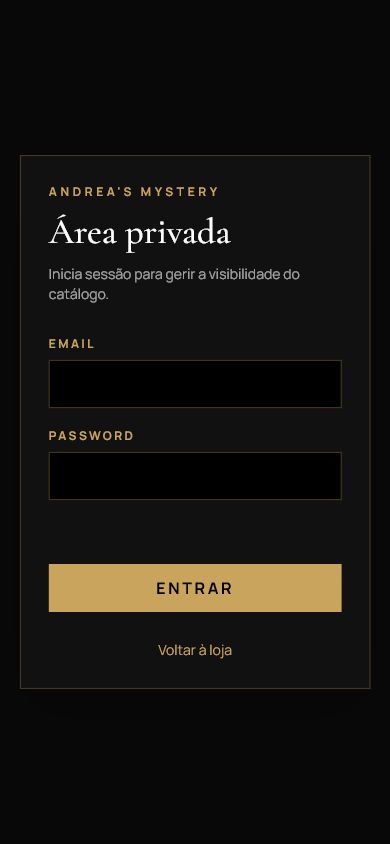 ANDREA'S MYSTERY
Área privada
Inicia sessão para gerir a visibilidade do
catálogo.
EMAIL
PASSWORD
ENTRAR
Voltar à loja